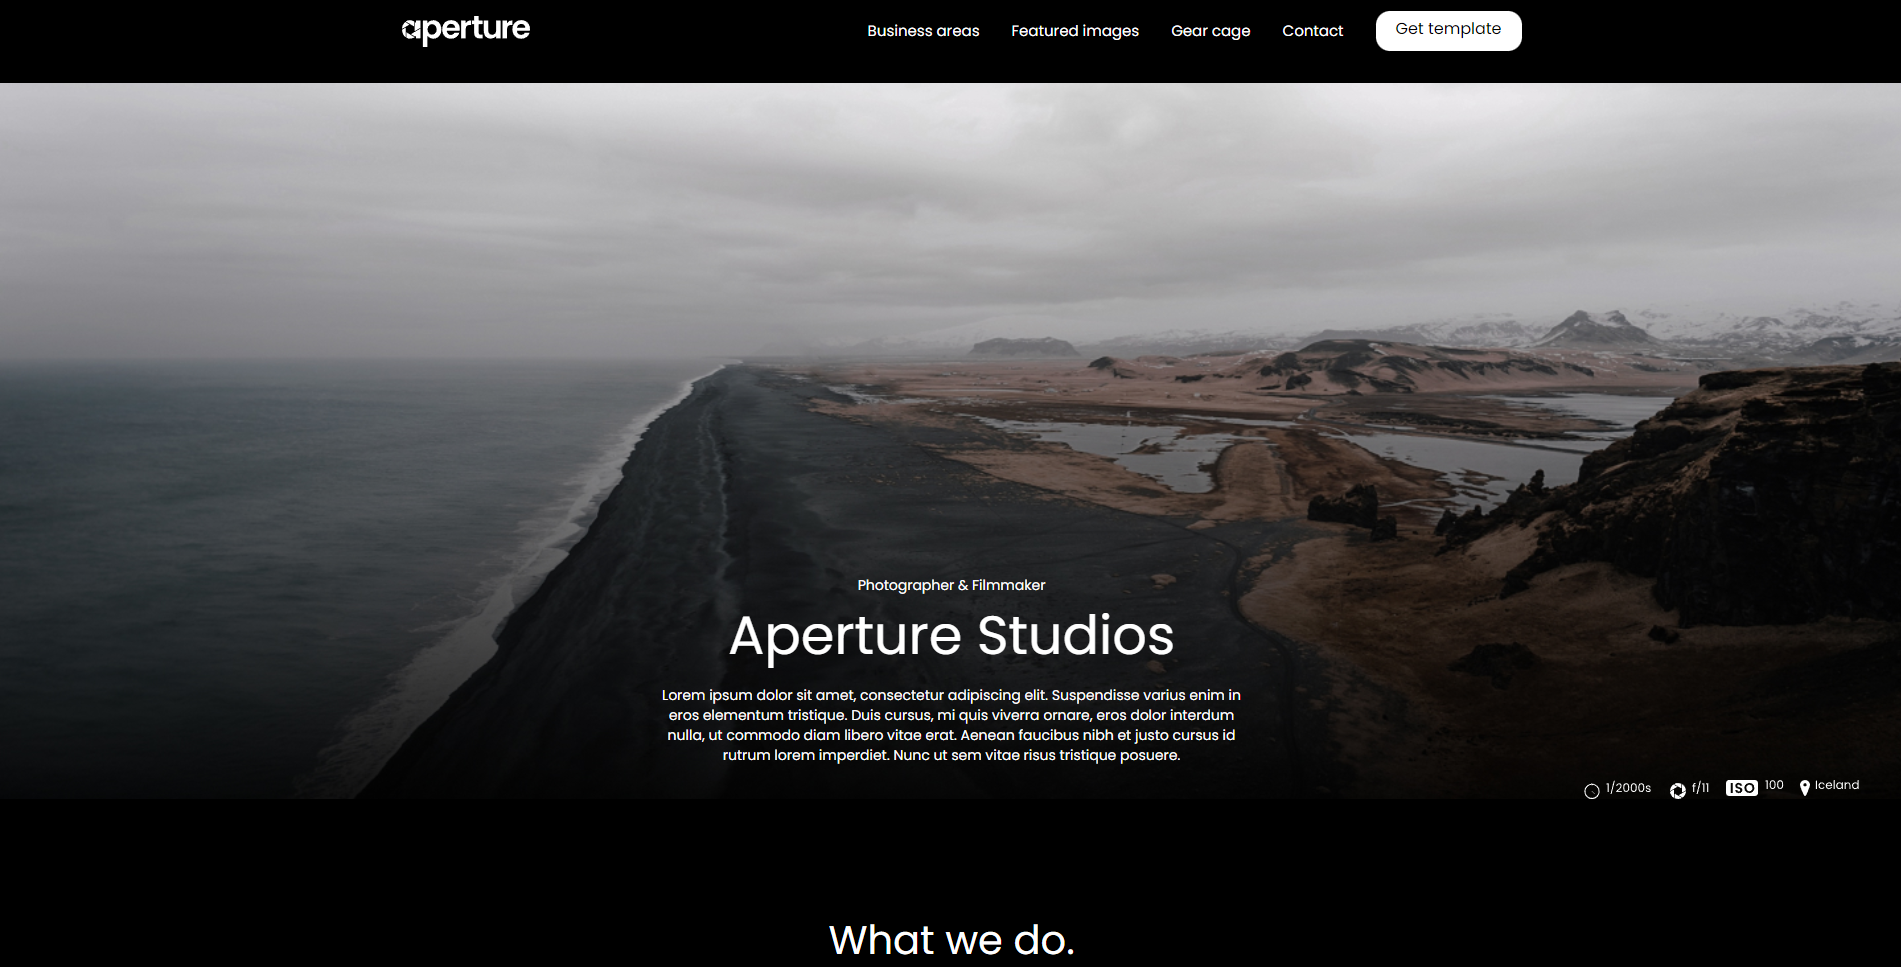 aperture
Business areas
Featured images
Gear cage
Contact
Get template
Photographer & Filmmaker
Aperture Studios
Lorem ipsum dolor sit amet, consectetur adipiscing elit. Suspendisse varius enim in
eros elementum tristique. Duis cursus, mi quis viverra ornare, eros dolor interdum
nulla, ut commodo diam libero vitae erat. Aenean faucibus nibh et justo cursus id
rutrum lorem imperdiet. Nunc ut sem vitae risus tristique posuere.
1/2000s
f/11
ISO 100
Iceland
What we do.